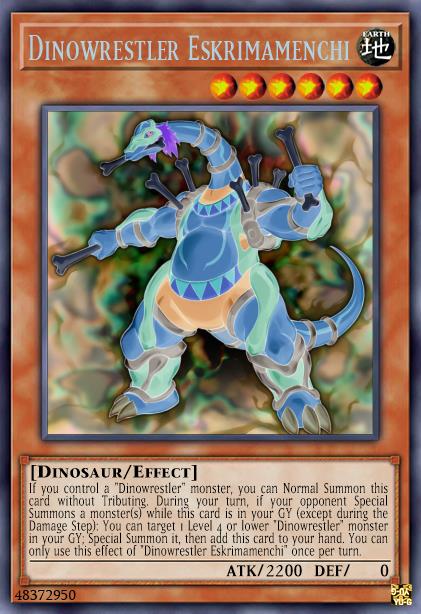 DINOWRESTLER ESKRIMAMENCHI
EARTH
地
[DINOSAUR/EFFECT]
If you control a "Dinowrestler" monster, you can Normal Summon this
card without Tributing. During your turn, if your opponent Special
Summons a monster(s) while this card is in your GY (except during the
Damage Step): You can target 1 Level 4 or lower "Dinowrestler" monster
in your GY; Special Summon it, then add this card to your hand. You can
only use this effect of "Dinowrestler Eskrimamenchi" once per turn.
ATK/2200 DEF/ 0
48372950